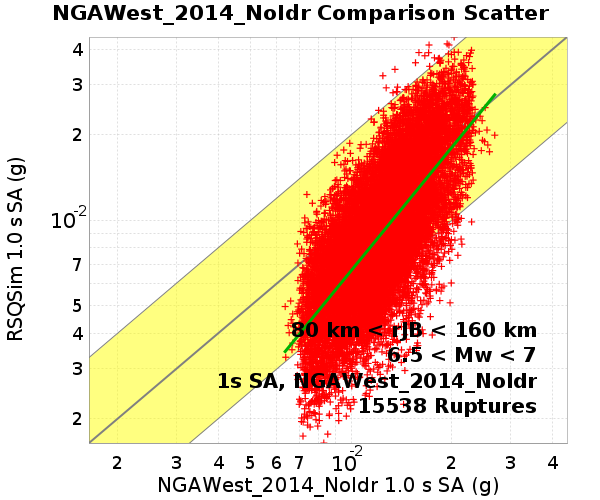 NGAWest_2014_NoIdr Comparison Scatter
4
3
2
10-2
7
5
4
3
2
RSQSim 1.0 s SA (g)
80 km < rJB < 160 km
6.5 < Mw < 7
1s SA, NGAWest_2014_NoIdr
15538 Ruptures
2 3 4 5 6 7 10-2 2 3 4
NGAWest_2014_NoIdr 1.0 s SA (g)